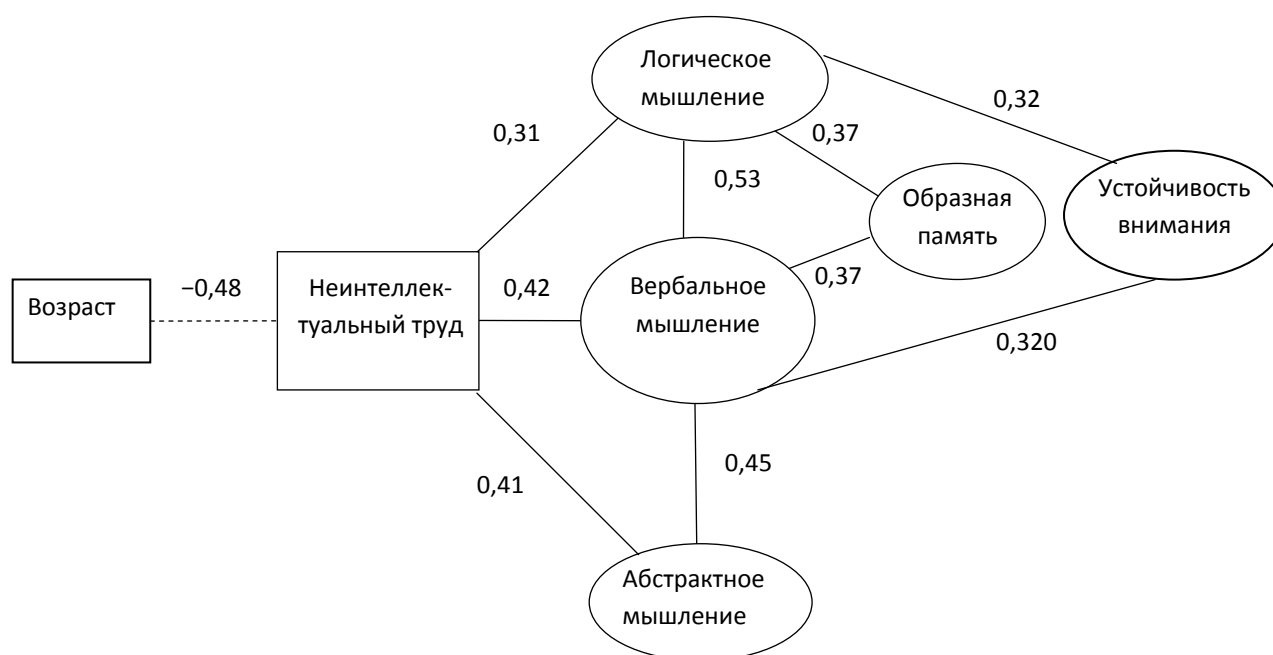 Логическое
мышление
0,32
0,31
0,37
0,53
Устойчивость
внимания
Образная
память
−0,48
Неинтеллек-
туальный труд
0,42
Вербальное
мышление
0,37
Возраст
0,320
0,45
0,41
Абстрактное
мышление